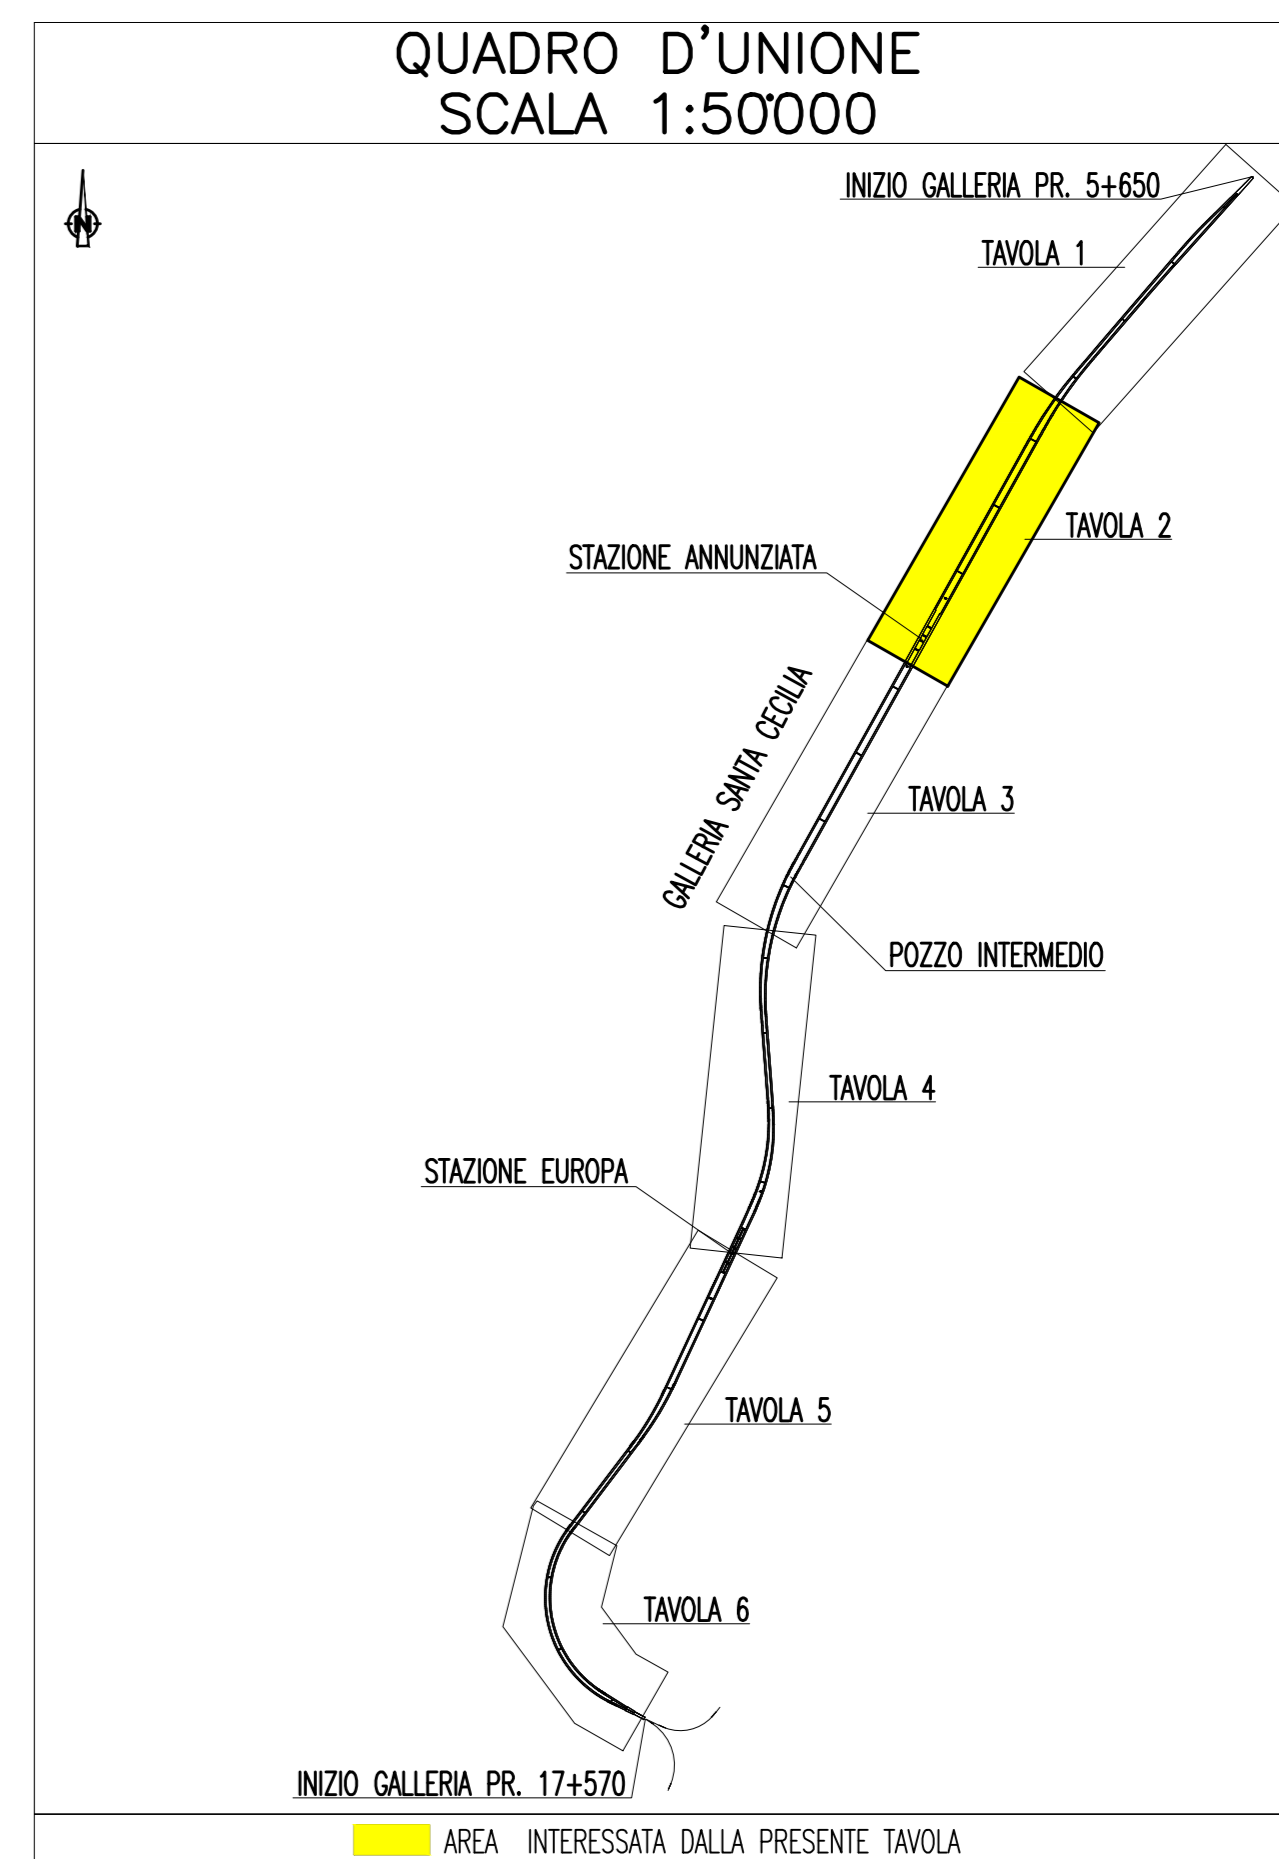 QUADRO D'UNIONE
SCALA 1:50'000
N
INIZIO GALLERIA PR. 5+650
TAVOLA 1
TAVOLA 2
STAZIONE ANNUNZIATA
GALLERIA SANTA CECILIA
TAVOLA 3
POZZO INTERMEDIO
TAVOLA 4
STAZIONE EUROPA
TAVOLA 5
TAVOLA 6
INIZIO GALLERIA PR. 17+570
AREA INTERESSATA DALLA PRESENTE TAVOLA